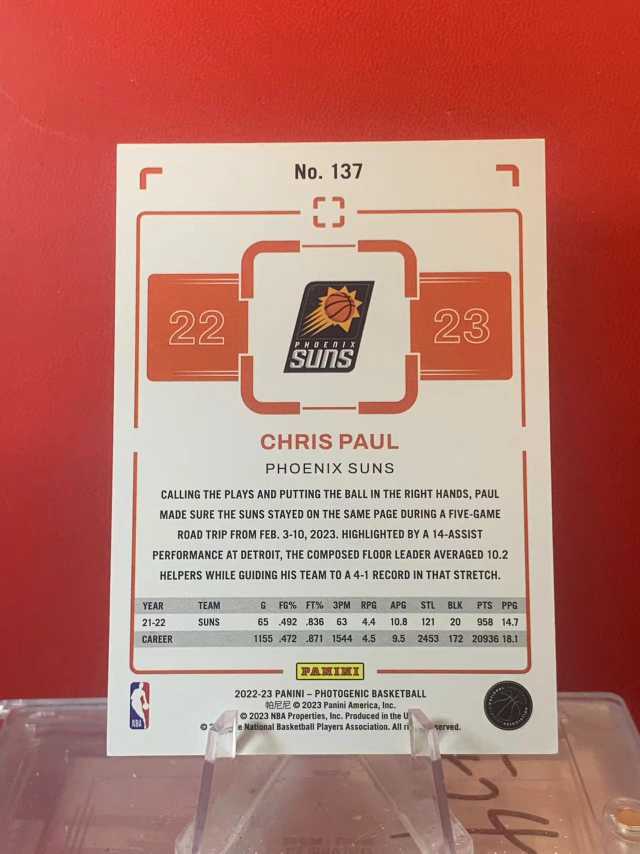 No. 137
22
23
PHOENIX
SUNS
CHRIS PAUL
PHOENIX SUNS
CALLING THE PLAYS AND PUTTING THE BALL IN THE RIGHT HANDS, PAUL
MADE SURE THE SUNS STAYED ON THE SAME PAGE DURING A FIVE-GAME
ROAD TRIP FROM FEB. 3-10, 2023. HIGHLIGHTED BY A 14-ASSIST
PERFORMANCE AT DETROIT, THE COMPOSED FLOOR LEADER AVERAGED 10.2
HELPERS WHILE GUIDING HIS TEAM TO A 4-1 RECORD IN THAT STRETCH.
YEAR TEAM G FG% FT% 3PM RPG APG STL BLK PTS PPG
21-22 SUNS 65 .492 .836 63 4.4 10.8 121 20 958 14.7
CAREER 1155 .472 .871 1544 4.5 9.5 2453 172 20936 18.1
PANINI
2022-23 PANINI – PHOTOGENIC BASKETBALL
帕尼尼 © 2023 Panini America, Inc.
© 2023 NBA Properties, Inc. Produced in the
National Basketball Players Association. All
NBA